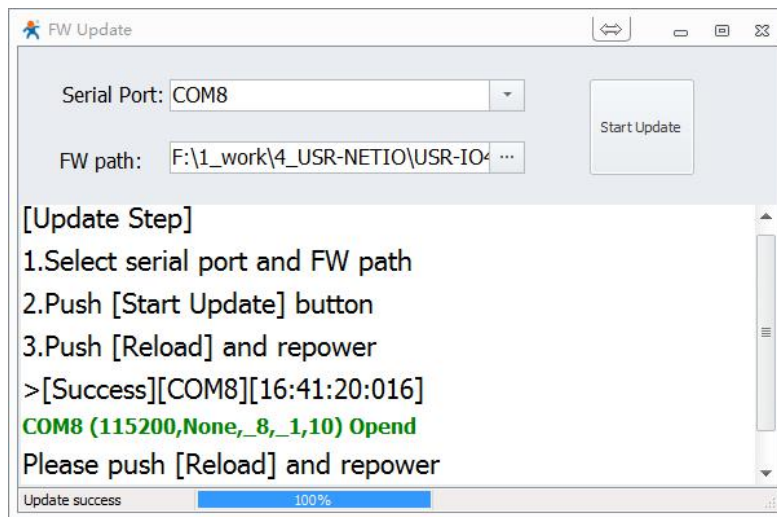 FW Update
Serial Port: COM8
Start Update
FW path: F:\1_work\4_USR-NETIO\USR-IO4 ...
[Update Step]
1.Select serial port and FW path
2.Push [Start Update] button
3.Push [Reload] and repower
>[Success][COM8][16:41:20:016]
COM8 (115200,None,_8,_1,10) Opend
Please push [Reload] and repower
Update success 100%